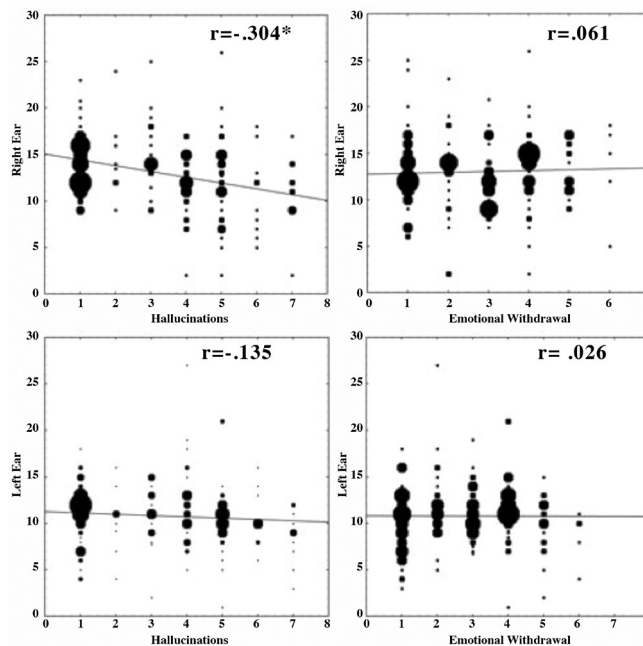 r=-.304*
30
25
20
15
10
5
0
Right Ear
0 1 2 3 4 5 6 7 8
Hallucinations
r=.061
30
25
20
15
10
5
0
Right Ear
0 1 2 3 4 5 6 7
Emotional Withdrawal
r=-.135
30
25
20
15
10
5
0
Left Ear
0 1 2 3 4 5 6 7 8
Hallucinations
r= .026
30
25
20
15
10
5
0
Left Ear
0 1 2 3 4 5 6 7
Emotional Withdrawal